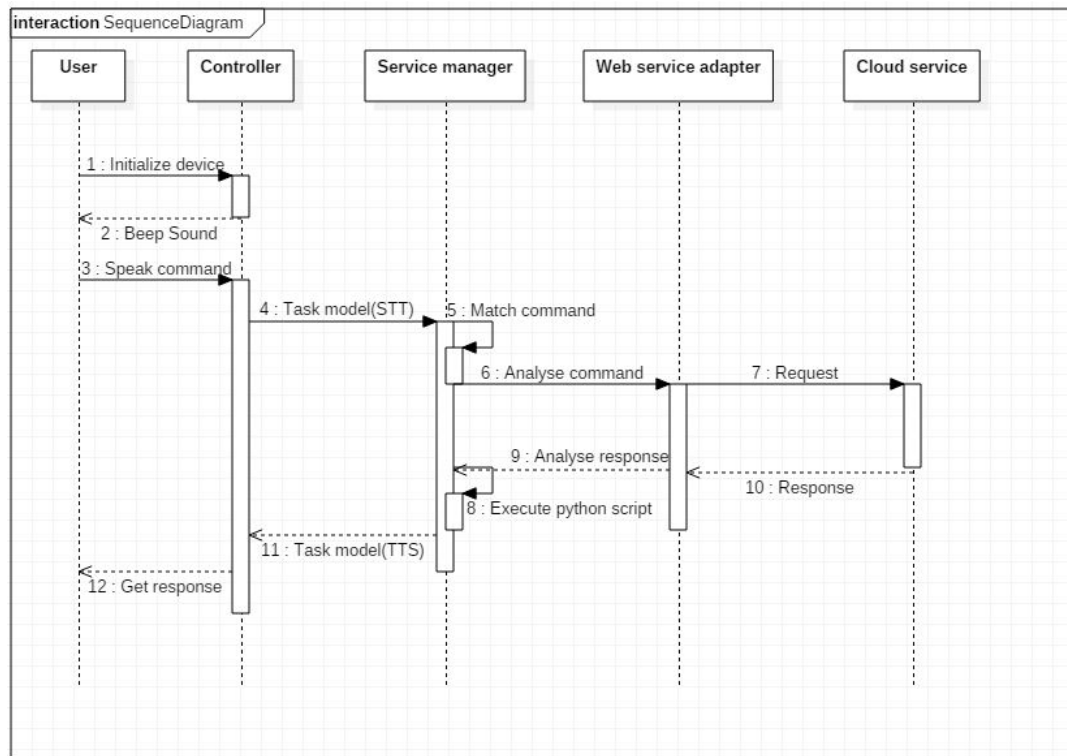 interaction SequenceDiagram
User
Controller
Service manager
Web service adapter
Cloud service
1 : Initialize device
2 : Beep Sound
3 : Speak command
4 : Task model(STT)
5 : Match command
6 : Analyse command
7 : Request
9 : Analyse response
10 : Response
8 : Execute python script
11 : Task model(TTS)
12 : Get response